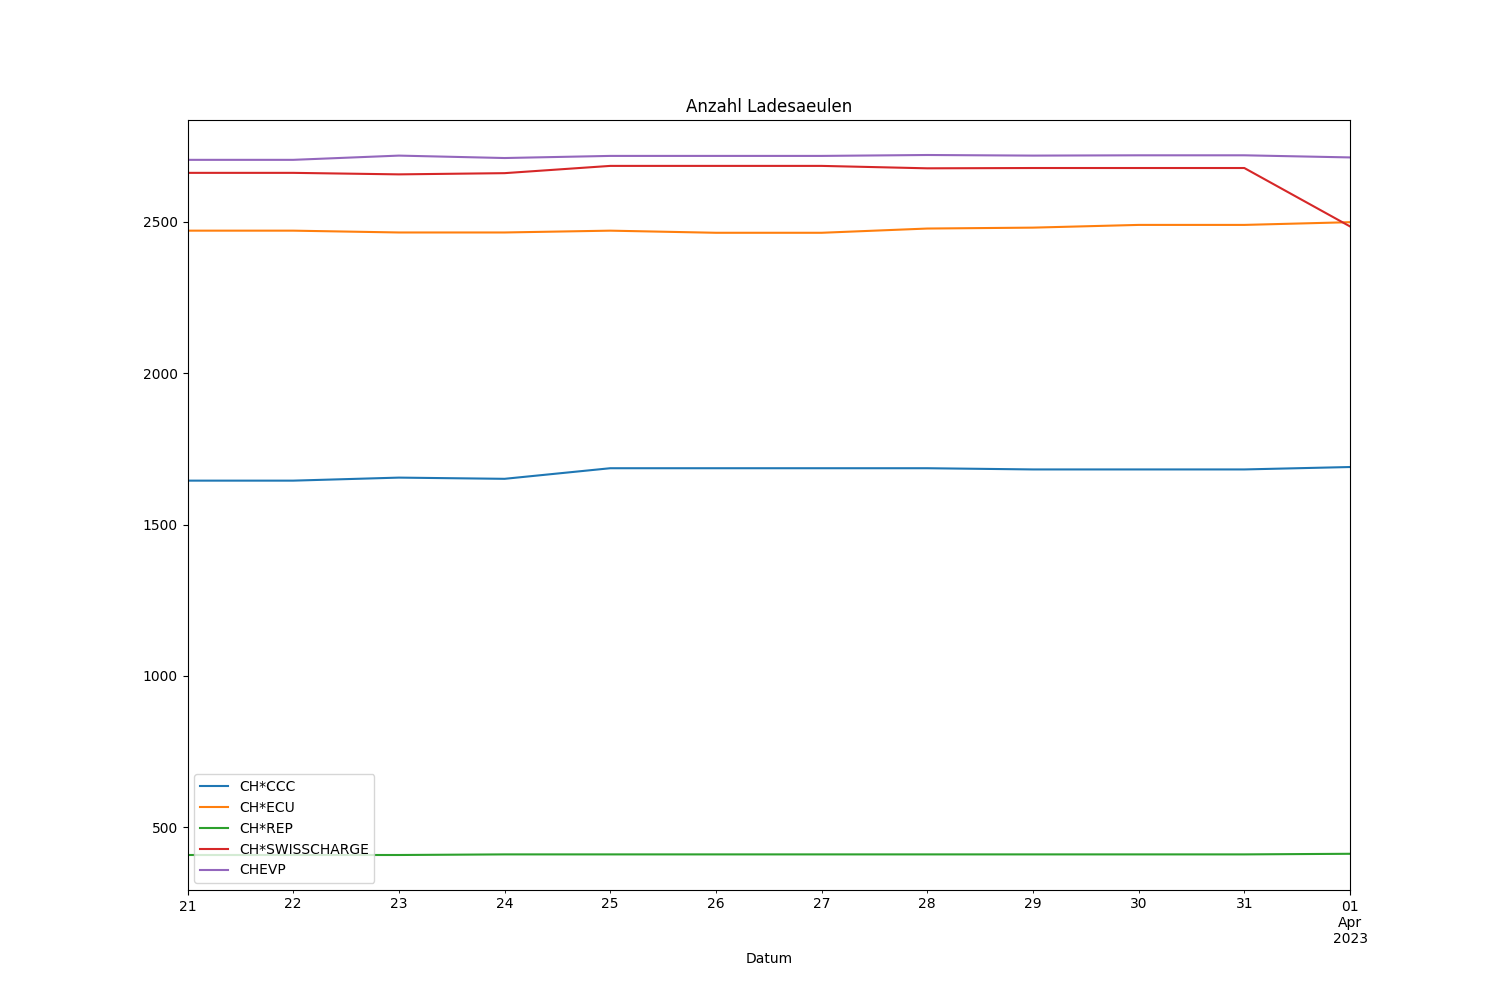 Anzahl Ladesaeulen
2500
2000
1500
1000
500
CH*CCC
CH*ECU
CH*REP
CH*SWISSCHARGE
CHEVP
21 22 23 24 25 26 27 28 29 30 31 01
Apr
2023
Datum